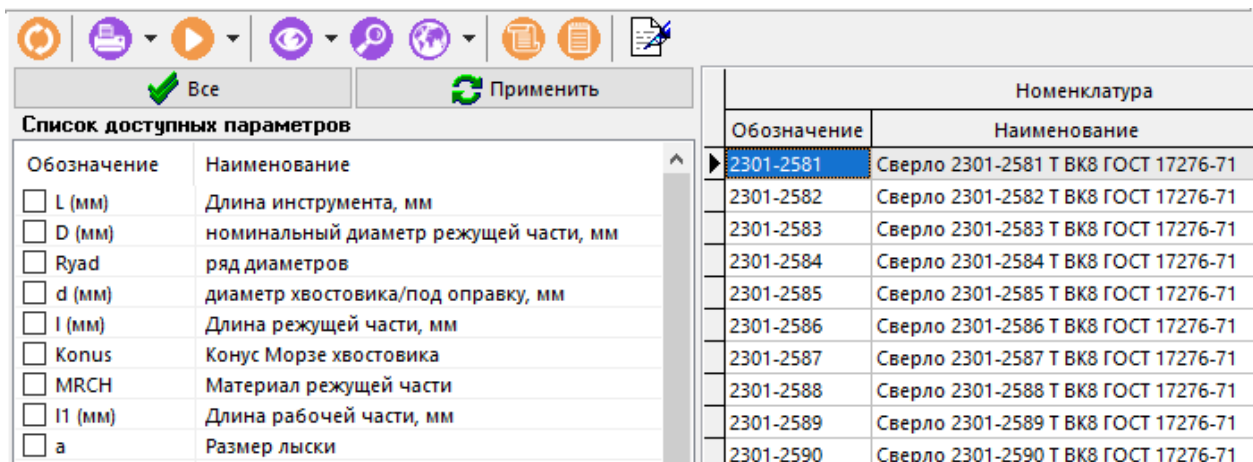 Все Применить
Список доступных параметров
Обозначение Наименование
L (мм) Длина инструмента, мм
D (мм) номинальный диаметр режущей части, мм
Ryad ряд диаметров
d (мм) диаметр хвостовика/под оправку, мм
l (мм) Длина режущей части, мм
Konus Конус Морзе хвостовика
MRCH Материал режущей части
l1 (мм) Длина рабочей части, мм
a Размер лыски
Номенклатура
Обозначение Наименование
2301-2581 Сверло 2301-2581 Т ВК8 ГОСТ 17276-71
2301-2582 Сверло 2301-2582 Т ВК8 ГОСТ 17276-71
2301-2583 Сверло 2301-2583 Т ВК8 ГОСТ 17276-71
2301-2584 Сверло 2301-2584 Т ВК8 ГОСТ 17276-71
2301-2585 Сверло 2301-2585 Т ВК8 ГОСТ 17276-71
2301-2586 Сверло 2301-2586 Т ВК8 ГОСТ 17276-71
2301-2587 Сверло 2301-2587 Т ВК8 ГОСТ 17276-71
2301-2588 Сверло 2301-2588 Т ВК8 ГОСТ 17276-71
2301-2589 Сверло 2301-2589 Т ВК8 ГОСТ 17276-71
2301-2590 Сверло 2301-2590 Т ВК8 ГОСТ 17276-71